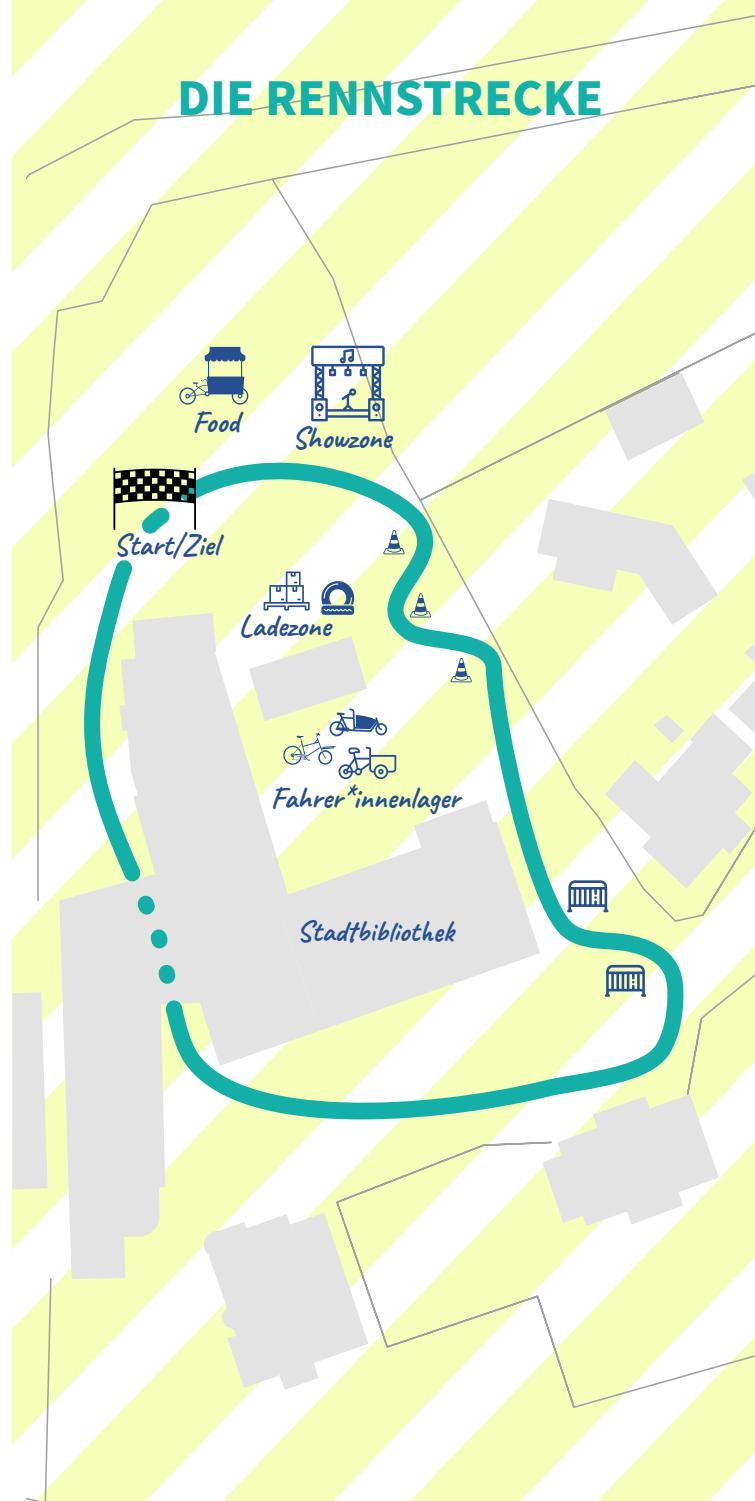 DIE RENNSTRECKE
Food
Showzone
Start/Ziel
Ladezone
Fahrer*innenlager
Stadtbibliothek